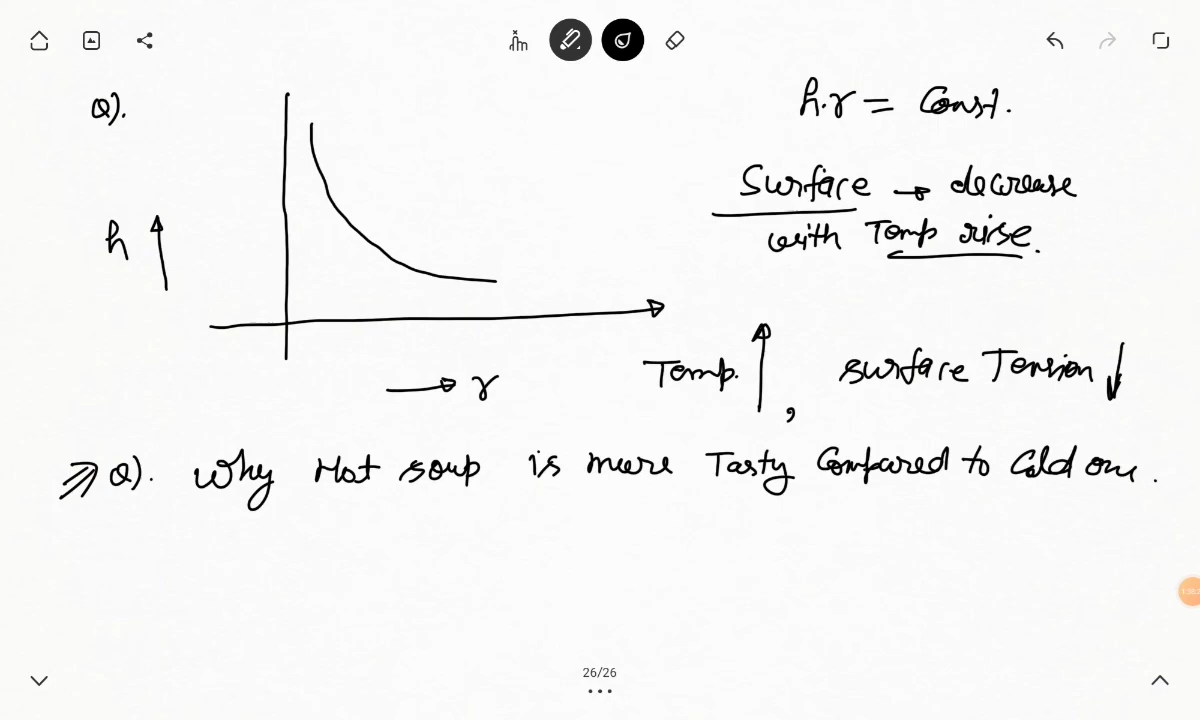 Q).
h.r = Const.
Surface → decrease
with Temp rise.
h ↑
→ r
Temp. ↑, surface Tension ↓
⇒ Q). Why Hot soup is more Tasty Compared to Cold one.
26/26